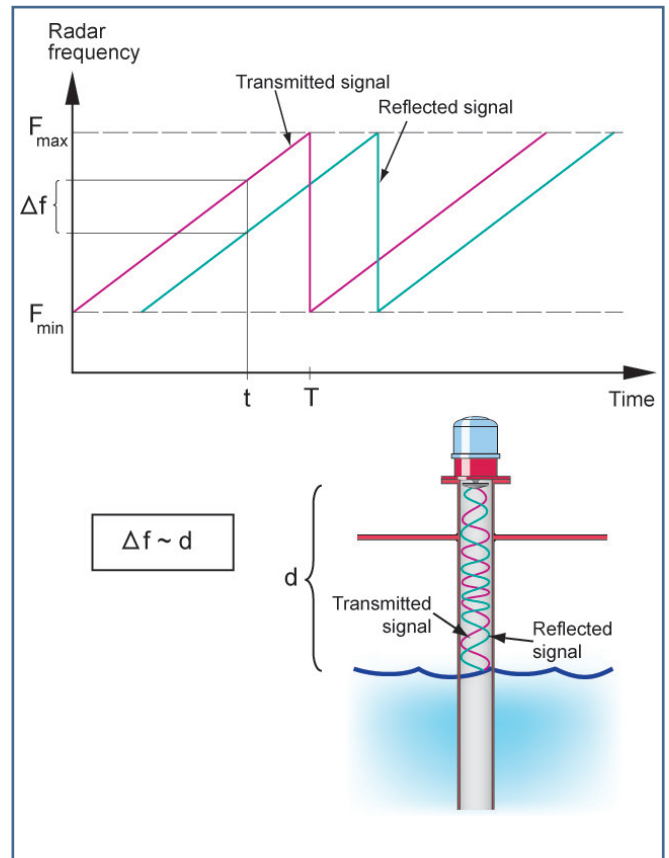 Radar
frequency
Transmitted signal
Reflected signal
Fmax
Δf
Fmin
t
T
Time
Δf ~ d
d
Transmitted
signal
Reflected
signal